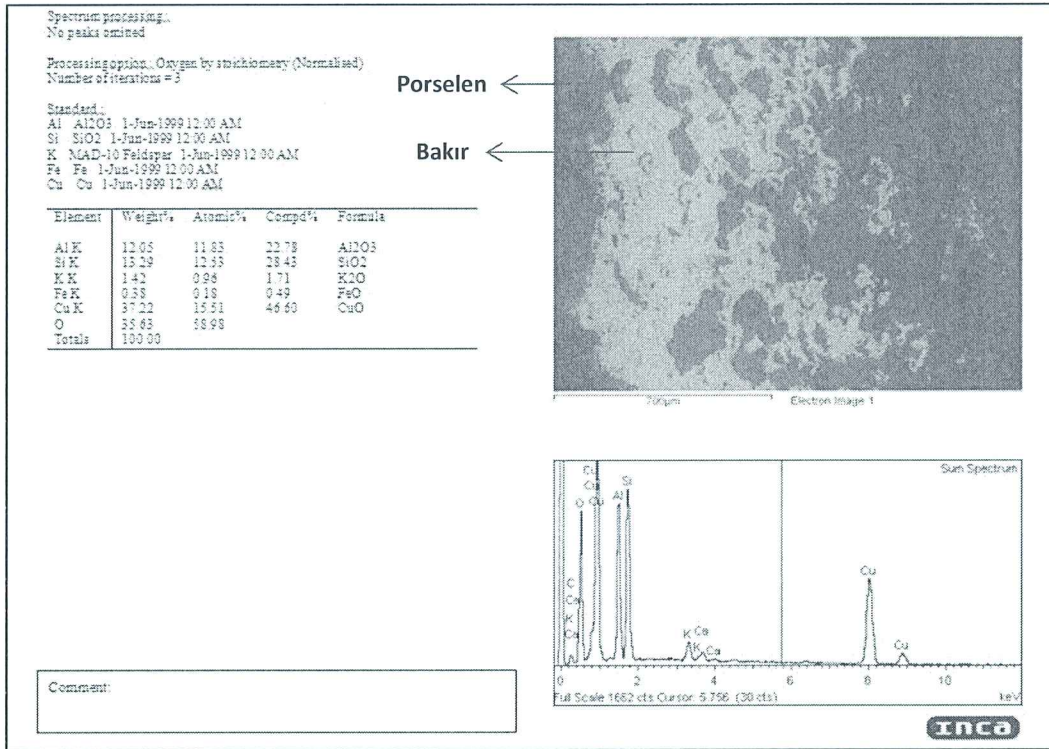 Spectrum processing :
No peaks omitted
Processing option : Oxygen by stoichiometry (Normalised)
Number of iterations = 3
Standard :
Al Al2O3 1-Jun-1999 12:00 AM
Si SiO2 1-Jun-1999 12:00 AM
K MAD-10 Feldspar 1-Jun-1999 12:00 AM
Fe Fe 1-Jun-1999 12:00 AM
Cu Cu 1-Jun-1999 12:00 AM
Element Weight% Atomic% Compd% Formula
Al K 12.05 11.83 22.78 Al2O3
Si K 13.29 12.53 28.43 SiO2
K K 1.42 0.96 1.71 K2O
Fe K 0.38 0.18 0.49 FeO
Cu K 37.22 15.51 46.60 CuO
O 35.63 58.98
Totals 100.00
Porselen
Bakır
700µm Electron Image 1
Sum Spectrum
Cu
Cu
Cu
O
Al
Si
C
Ca
K
Ca
K
Ca
K
Ca
Cu
Cu
0 2 4 6 8 10
Full Scale 1662 cts Cursor: 5.756 (30 cts) keV
Comment:
INCA